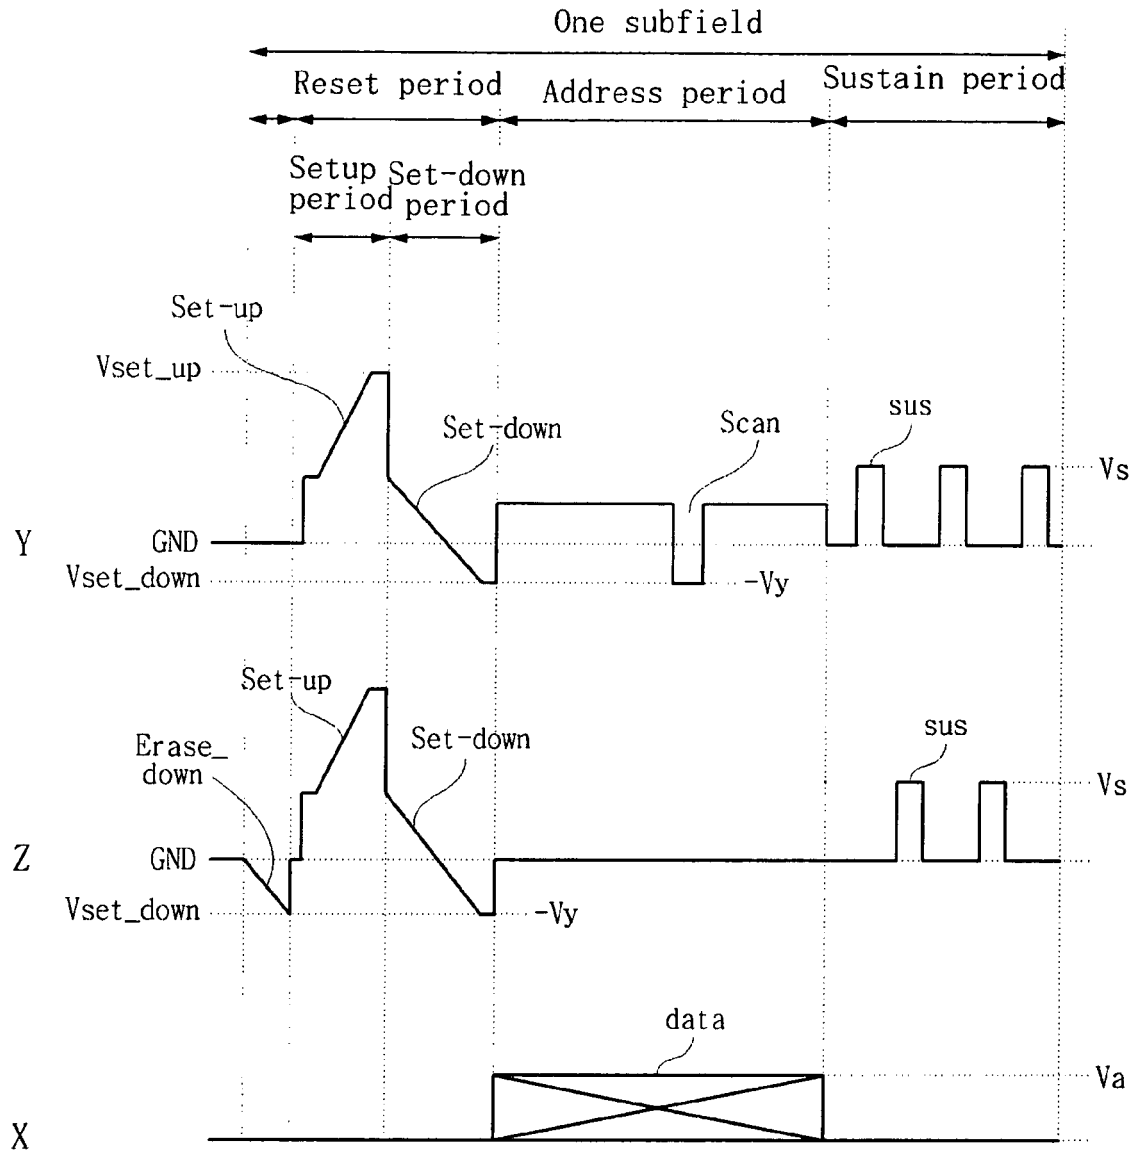 One subfield
Reset period
Address period
Sustain period
Setup
period
Set-down
period
Set-up
Vset_up
Set-down
Scan
sus
Vs
Y
GND
Vset_down
-Vy
Set-up
Set-down
Erase_
down
sus
Vs
Z
GND
Vset_down
-Vy
data
Va
X